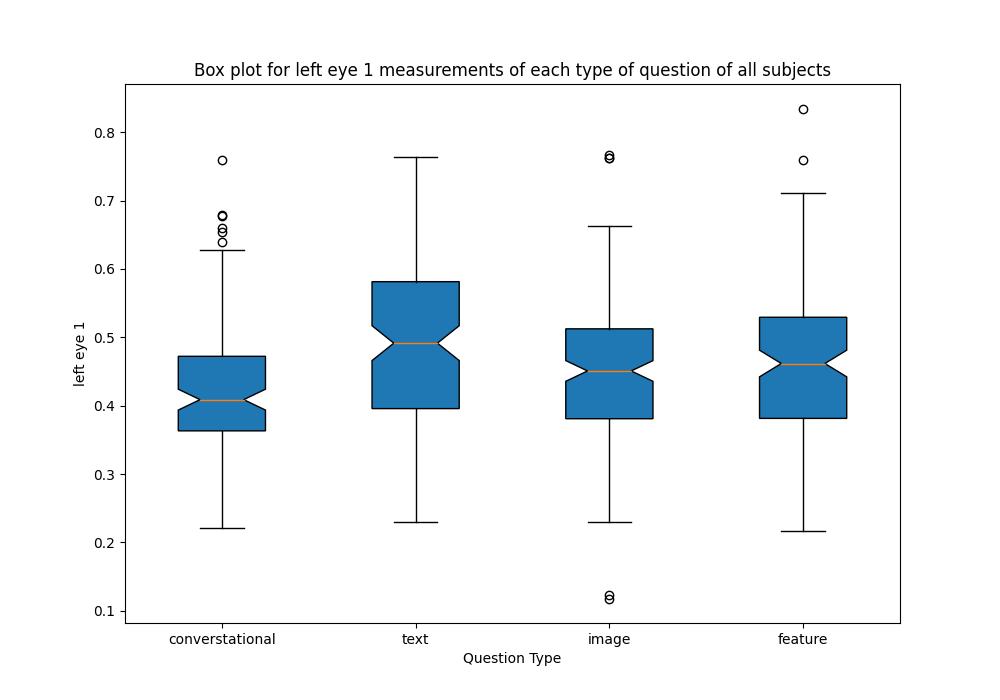 Box plot for left eye 1 measurements of each type of question of all subjects
left eye 1
0.8
0.7
0.6
0.5
0.4
0.3
0.2
0.1
converstational text image feature
Question Type